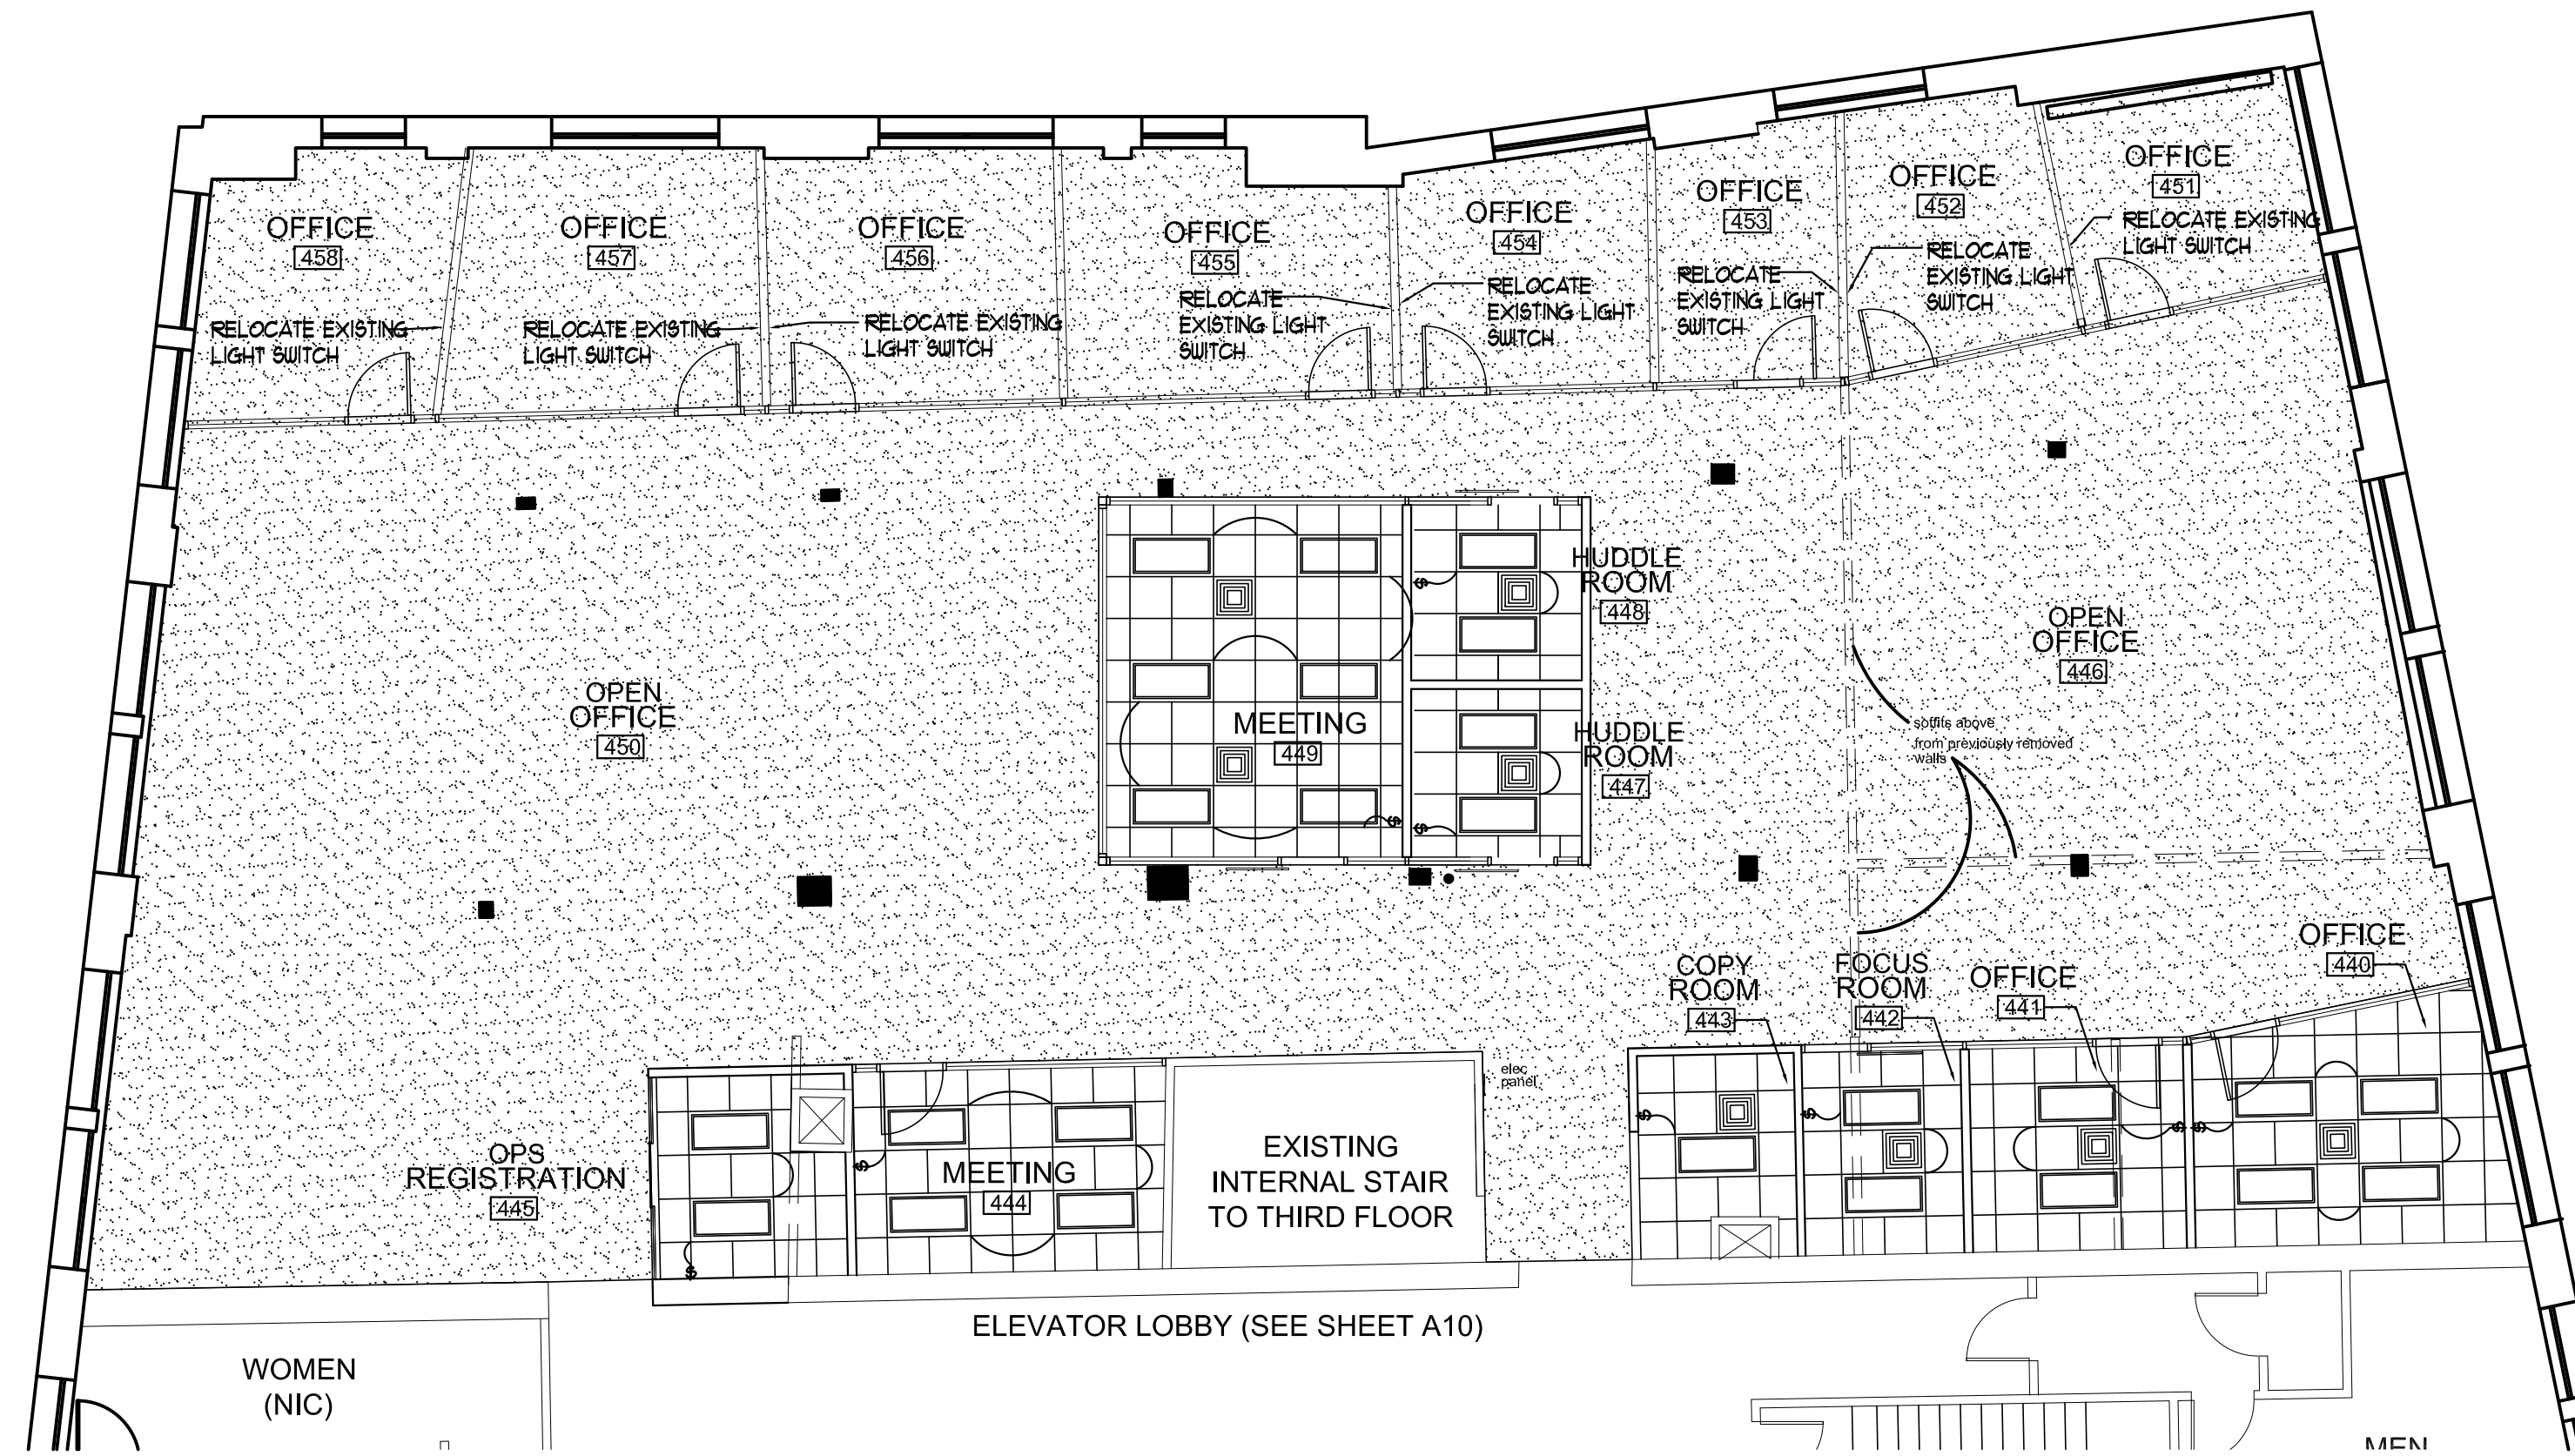 OFFICE
458
RELOCATE EXISTING
LIGHT SWITCH
OFFICE
457
RELOCATE EXISTING
LIGHT SWITCH
OFFICE
456
RELOCATE EXISTING
LIGHT SWITCH
OFFICE
455
RELOCATE
EXISTING LIGHT
SWITCH
OFFICE
454
RELOCATE
EXISTING LIGHT
SWITCH
OFFICE
453
RELOCATE
EXISTING LIGHT
SWITCH
OFFICE
452
RELOCATE
EXISTING LIGHT
SWITCH
OFFICE
451
RELOCATE EXISTING
LIGHT SWITCH
OPEN
OFFICE
450
MEETING
449
$
HUDDLE
ROOM
448
$
HUDDLE
ROOM
447
$
OPEN
OFFICE
446
soffits above
from previously removed
walls
OPS
REGISTRATION
445
$
MEETING
444
$
EXISTING
INTERNAL STAIR
TO THIRD FLOOR
elec
panel
COPY
ROOM
443
$
FOCUS
ROOM
442
$
OFFICE
441
$
OFFICE
440
$
ELEVATOR LOBBY (SEE SHEET A10)
WOMEN
(NIC)
MEN